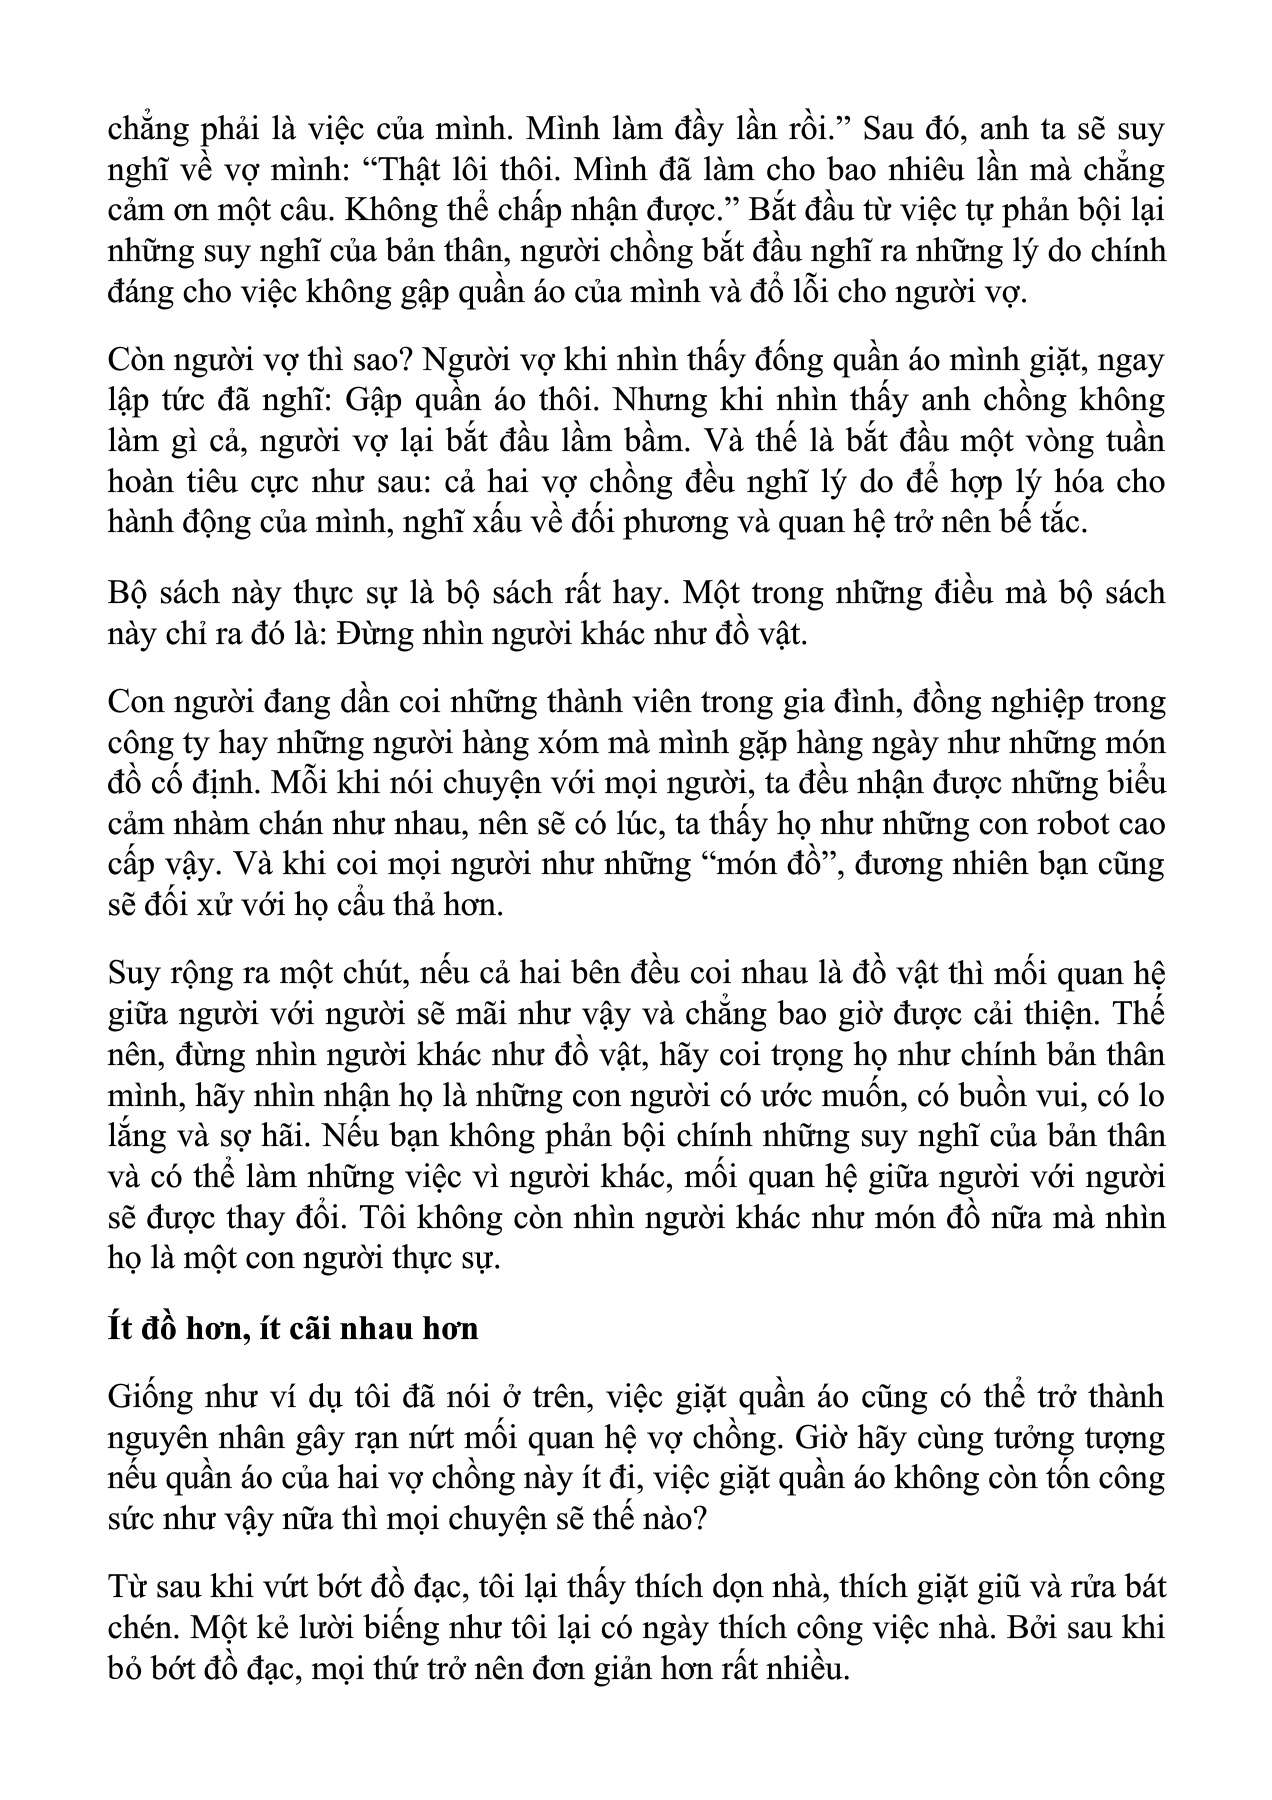 chẳng phải là việc của mình. Mình làm đầy lần rồi.” Sau đó, anh ta sẽ suy
nghĩ về vợ mình: “Thật lôi thôi. Mình đã làm cho bao nhiêu lần mà chẳng
cảm ơn một câu. Không thể chấp nhận được.” Bắt đầu từ việc tự phản bội lại
những suy nghĩ của bản thân, người chồng bắt đầu nghĩ ra những lý do chính
đáng cho việc không gập quần áo của mình và đổ lỗi cho người vợ.
Còn người vợ thì sao? Người vợ khi nhìn thấy đống quần áo mình giặt, ngay
lập tức đã nghĩ: Gập quần áo thôi. Nhưng khi nhìn thấy anh chồng không
làm gì cả, người vợ lại bắt đầu lầm bầm. Và thế là bắt đầu một vòng tuần
hoàn tiêu cực như sau: cả hai vợ chồng đều nghĩ lý do để hợp lý hóa cho
hành động của mình, nghĩ xấu về đối phương và quan hệ trở nên bế tắc.
Bộ sách này thực sự là bộ sách rất hay. Một trong những điều mà bộ sách
này chỉ ra đó là: Đừng nhìn người khác như đồ vật.
Con người đang dần coi những thành viên trong gia đình, đồng nghiệp trong
công ty hay những người hàng xóm mà mình gặp hàng ngày như những món
đồ cố định. Mỗi khi nói chuyện với mọi người, ta đều nhận được những biểu
cảm nhàm chán như nhau, nên sẽ có lúc, ta thấy họ như những con robot cao
cấp vậy. Và khi coi mọi người như những “món đồ”, đương nhiên bạn cũng
sẽ đối xử với họ cẩu thả hơn.
Suy rộng ra một chút, nếu cả hai bên đều coi nhau là đồ vật thì mối quan hệ
giữa người với người sẽ mãi như vậy và chẳng bao giờ được cải thiện. Thế
nên, đừng nhìn người khác như đồ vật, hãy coi trọng họ như chính bản thân
mình, hãy nhìn nhận họ là những con người có ước muốn, có buồn vui, có lo
lắng và sợ hãi. Nếu bạn không phản bội chính những suy nghĩ của bản thân
và có thể làm những việc vì người khác, mối quan hệ giữa người với người
sẽ được thay đổi. Tôi không còn nhìn người khác như món đồ nữa mà nhìn
họ là một con người thực sự.
Ít đồ hơn, ít cãi nhau hơn
Giống như ví dụ tôi đã nói ở trên, việc giặt quần áo cũng có thể trở thành
nguyên nhân gây rạn nứt mối quan hệ vợ chồng. Giờ hãy cùng tưởng tượng
nếu quần áo của hai vợ chồng này ít đi, việc giặt quần áo không còn tốn công
sức như vậy nữa thì mọi chuyện sẽ thế nào?
Từ sau khi vứt bớt đồ đạc, tôi lại thấy thích dọn nhà, thích giặt giũ và rửa bát
chén. Một kẻ lười biếng như tôi lại có ngày thích công việc nhà. Bởi sau khi
bỏ bớt đồ đạc, mọi thứ trở nên đơn giản hơn rất nhiều.